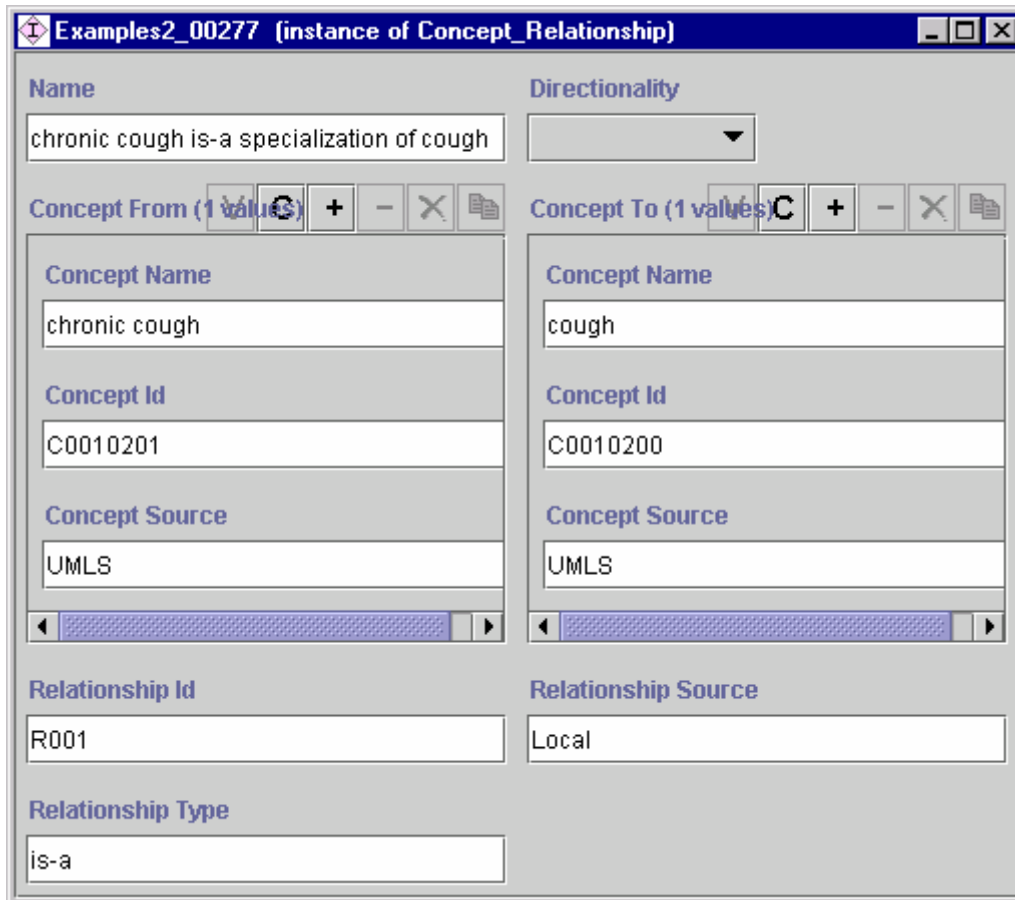 Examples2_00277 (instance of Concept_Relationship)
Name
Directionality
chronic cough is-a specialization of cough
Concept From (1 values)
V C + -
Concept To (1 values)
V C + -
Concept Name
chronic cough
Concept Id
C0010201
Concept Source
UMLS
Concept Name
cough
Concept Id
C0010200
Concept Source
UMLS
Relationship Id
R001
Relationship Source
Local
Relationship Type
is-a